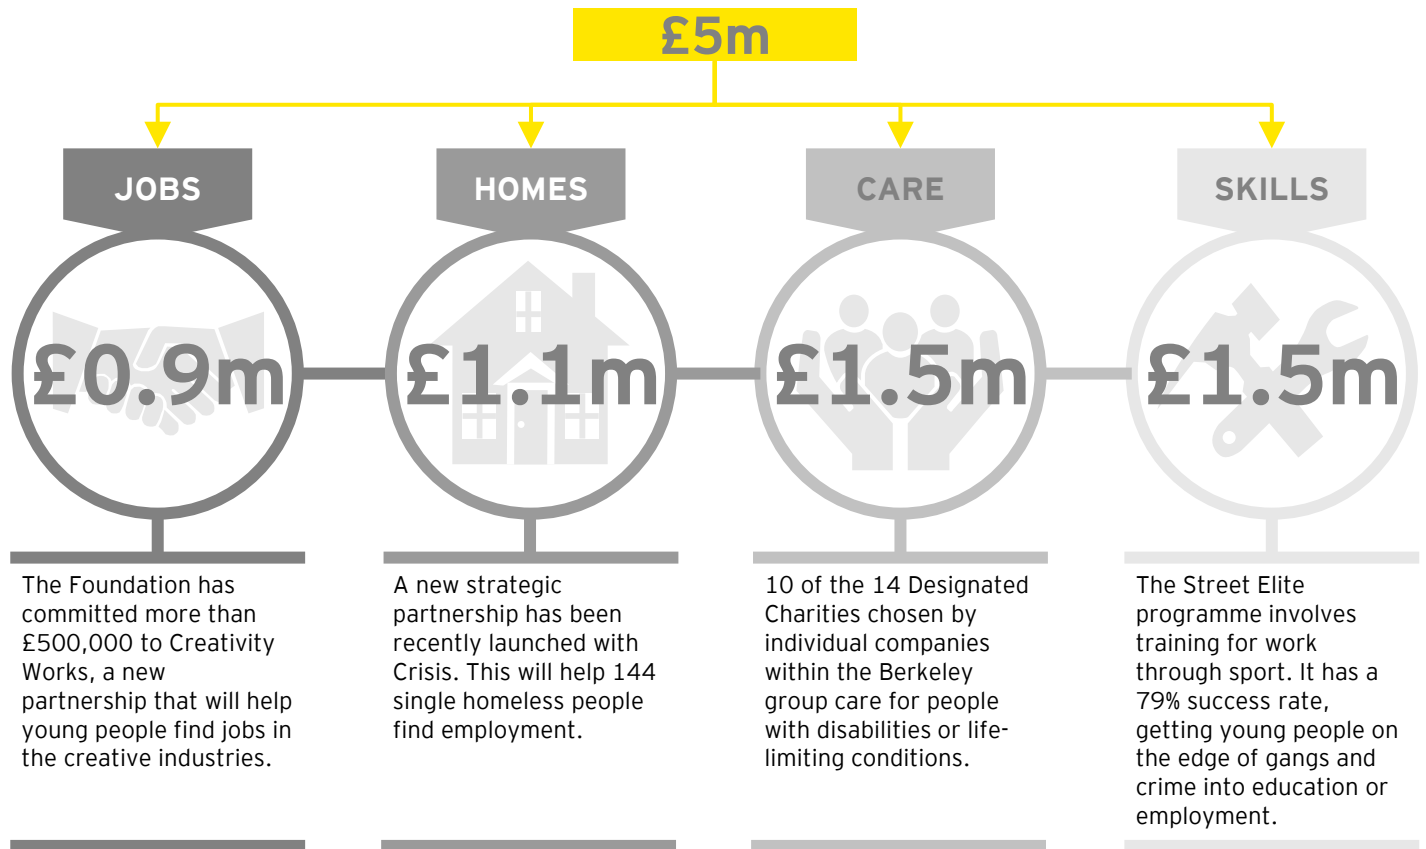 £5m
JOBS
HOMES
CARE
SKILLS
£0.9m
£1.1m
£1.5m
£1.5m
The Foundation has
committed more than
£500,000 to Creativity
Works, a new
partnership that will help
young people find jobs in
the creative industries.
A new strategic
partnership has been
recently launched with
Crisis. This will help 144
single homeless people
find employment.
10 of the 14 Designated
Charities chosen by
individual companies
within the Berkeley
group care for people
with disabilities or life-
limiting conditions.
The Street Elite
programme involves
training for work
through sport. It has a
79% success rate,
getting young people on
the edge of gangs and
crime into education or
employment.